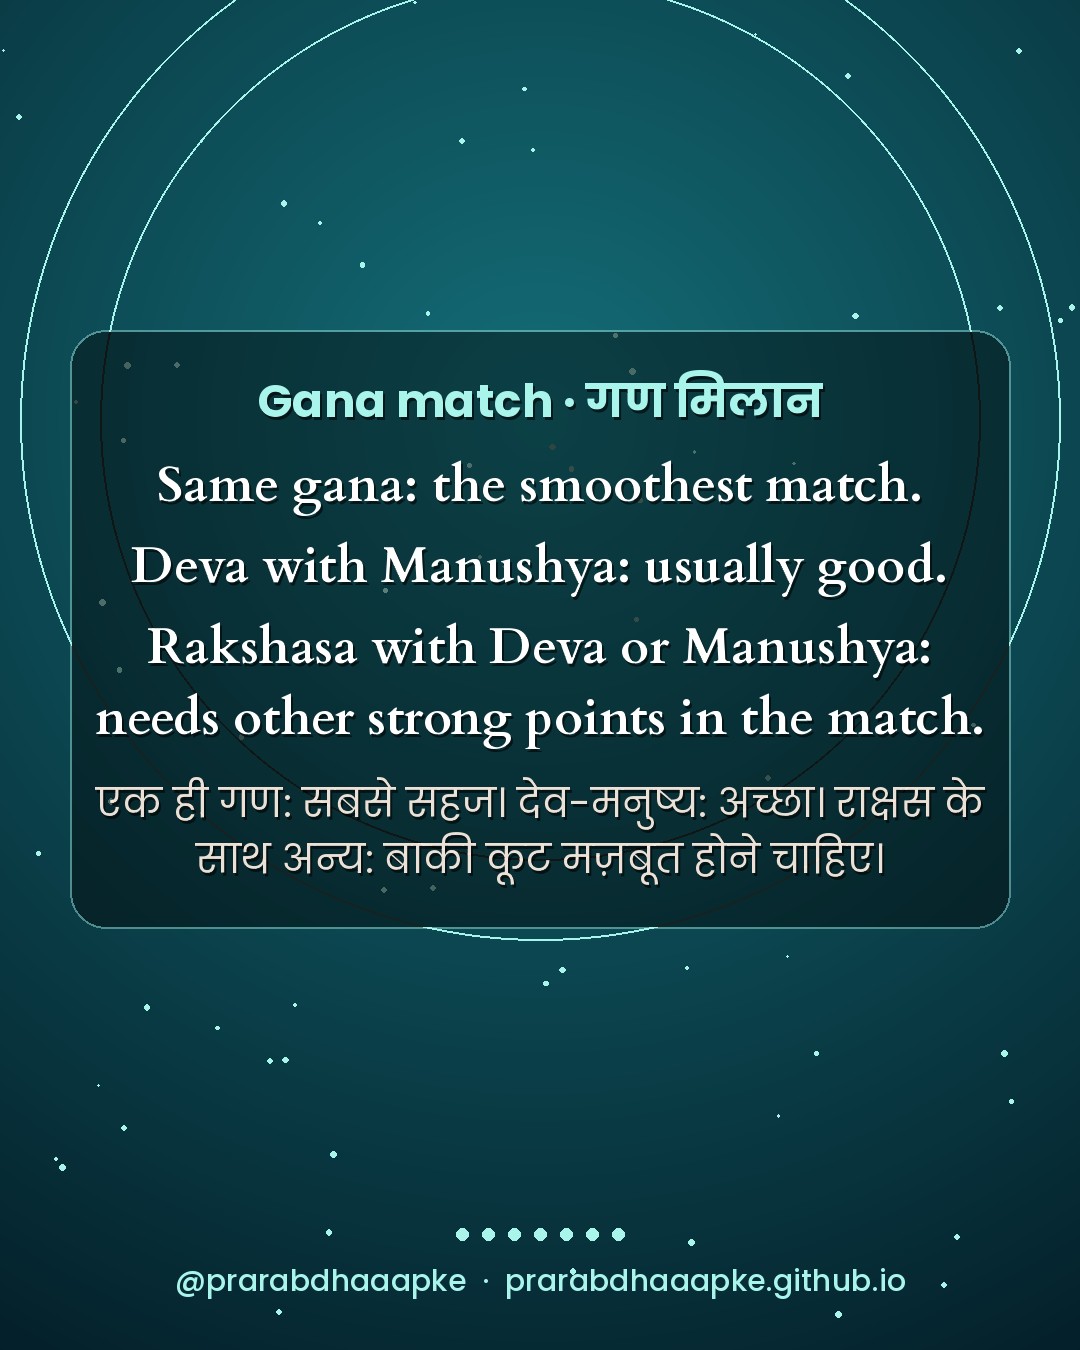 Gana match · गण मिलान
Same gana: the smoothest match.
Deva with Manushya: usually good.
Rakshasa with Deva or Manushya:
needs other strong points in the match.
एक ही गण: सबसे सहज। देव-मनुष्य: अच्छा। राक्षस के
साथ अन्य: बाकी कूट मज़बूत होने चाहिए।
@prarabdhaaapke · prarabdhaaapke.github.io